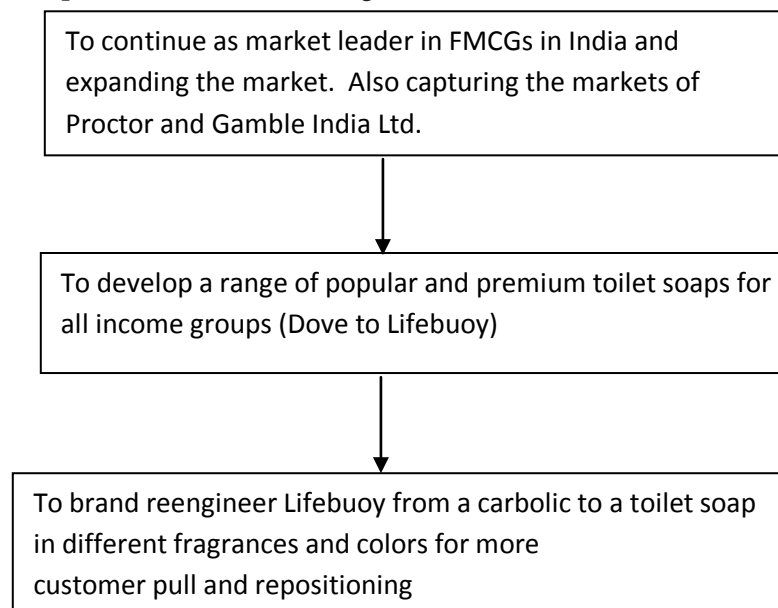 To continue as market leader in FMCGs in India and
expanding the market.  Also capturing the markets of
Proctor and Gamble India Ltd.
To develop a range of popular and premium toilet soaps for
all income groups (Dove to Lifebuoy)
To brand reengineer Lifebuoy from a carbolic to a toilet soap
in different fragrances and colors for more
customer pull and repositioning